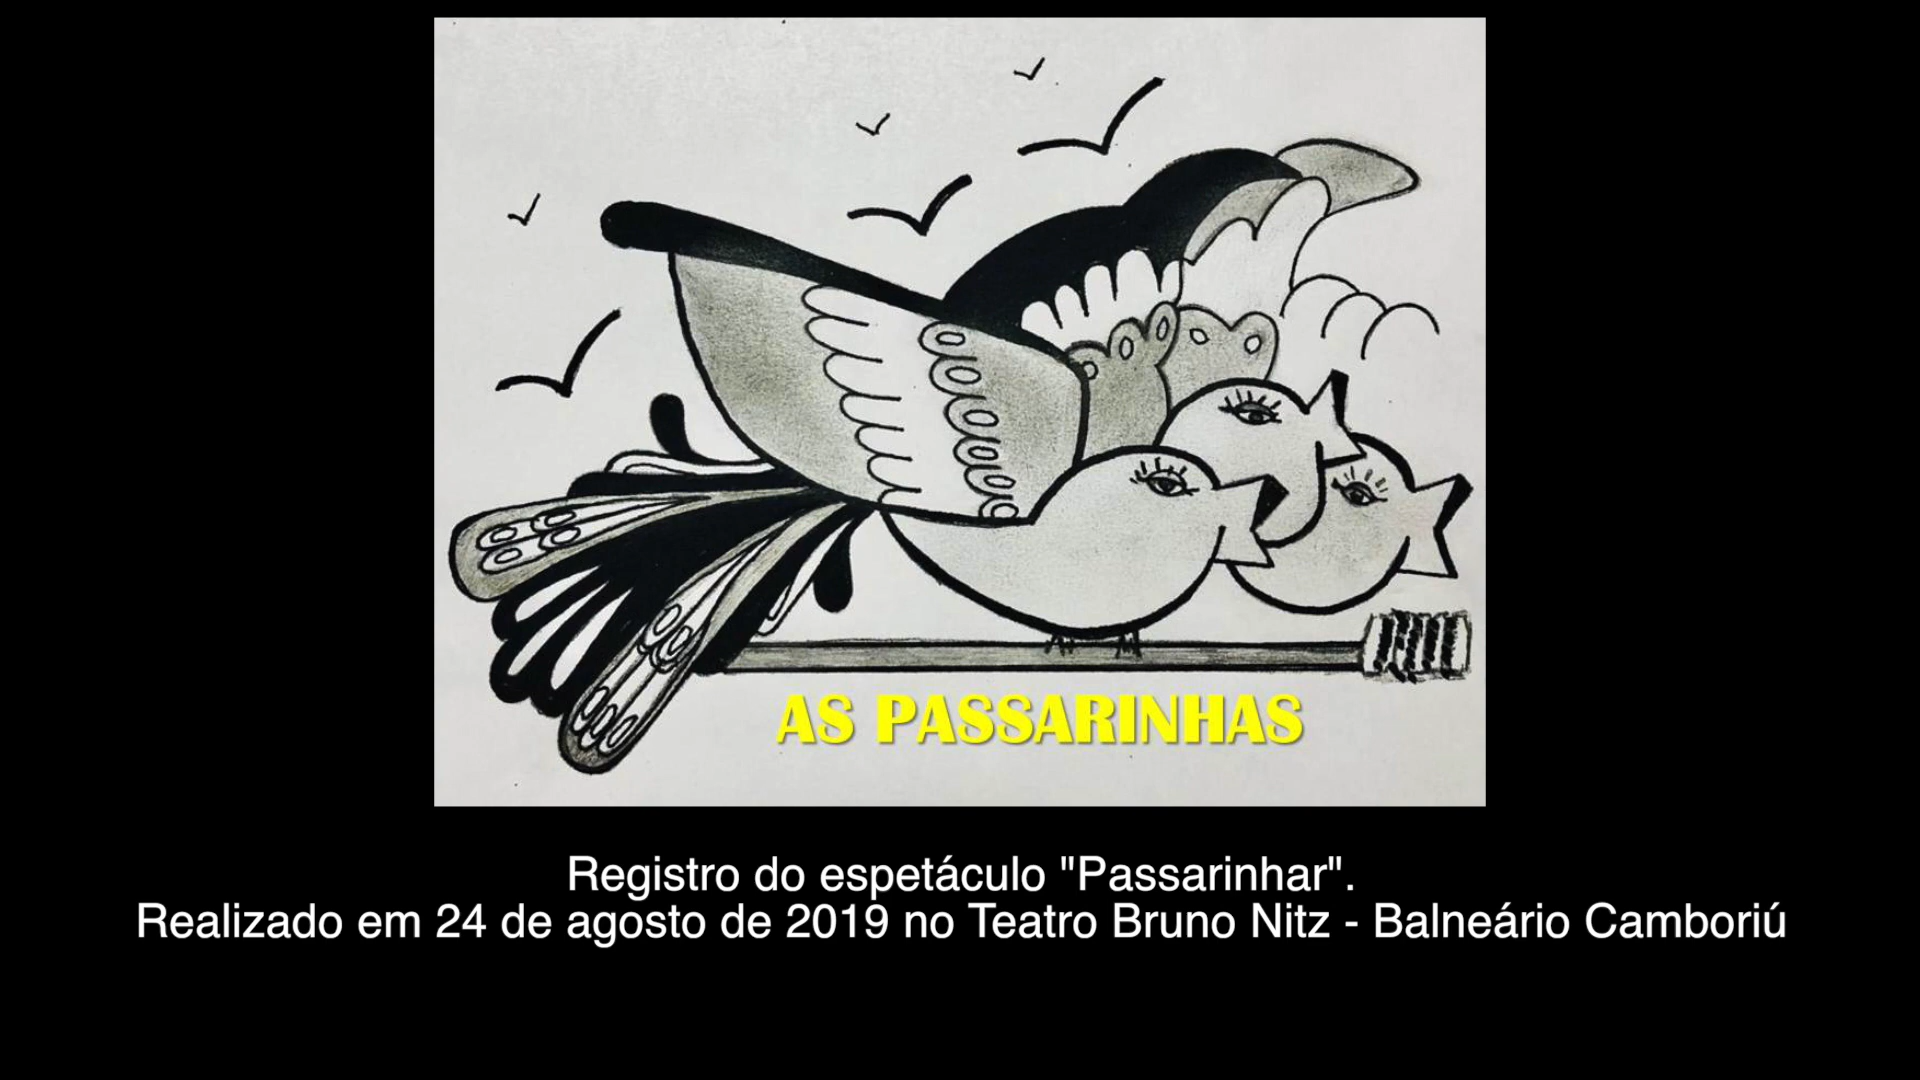 AS PASSARINHAS
Registro do espetáculo "Passarinhar".
Realizado em 24 de agosto de 2019 no Teatro Bruno Nitz - Balneário Camboriú